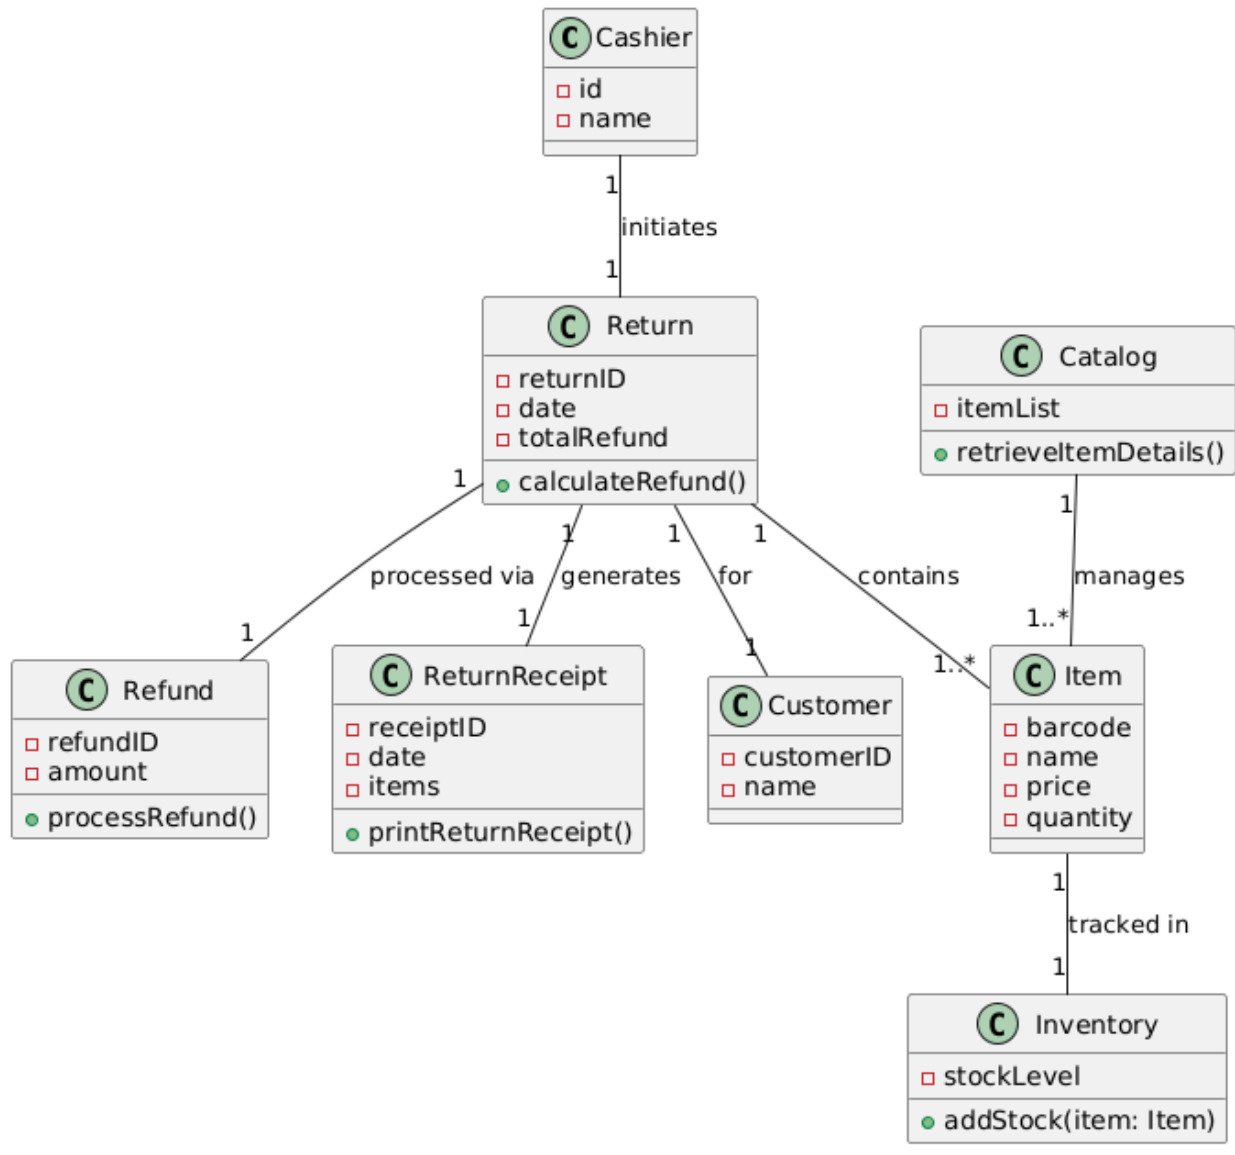 C Cashier
id
name
1
initiates
1
C Return
returnID
date
totalRefund
calculateRefund()
C Catalog
itemList
retrieveItemDetails()
1
1
1
1
1
processed via
generates
for
contains
manages
1
1
1
1..*
1..*
C Refund
refundID
amount
processRefund()
C ReturnReceipt
receiptID
date
items
printReturnReceipt()
C Customer
customerID
name
C Item
barcode
name
price
quantity
1
tracked in
1
C Inventory
stockLevel
addStock(item: Item)